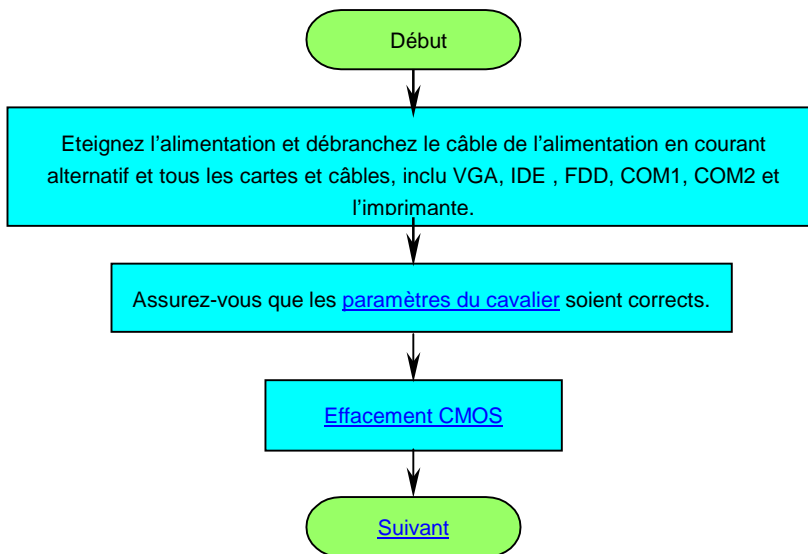 Début
Eteignez l’alimentation et débranchez le câble de l’alimentation en courant
alternatif et tous les cartes et câbles, inclu VGA, IDE , FDD, COM1, COM2 et
l’imprimante.
Assurez-vous que les paramètres du cavalier soient corrects.
Effacement CMOS
Suivant